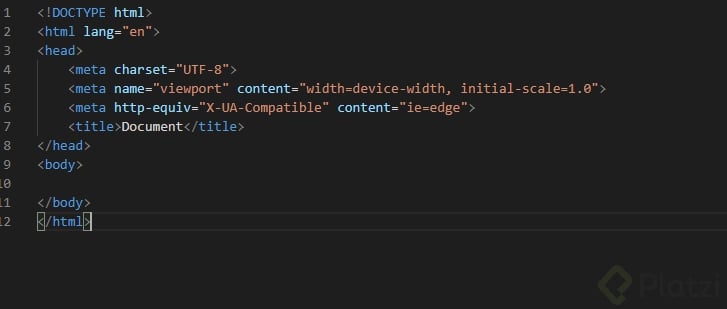 1 <!DOCTYPE html>
2 <html lang="en">
3 <head>
4     <meta charset="UTF-8">
5     <meta name="viewport" content="width=device-width, initial-scale=1.0">
6     <meta http-equiv="X-UA-Compatible" content="ie=edge">
7     <title>Document</title>
8 </head>
9 <body>
10
11 </body>
12 </html>
Platzi